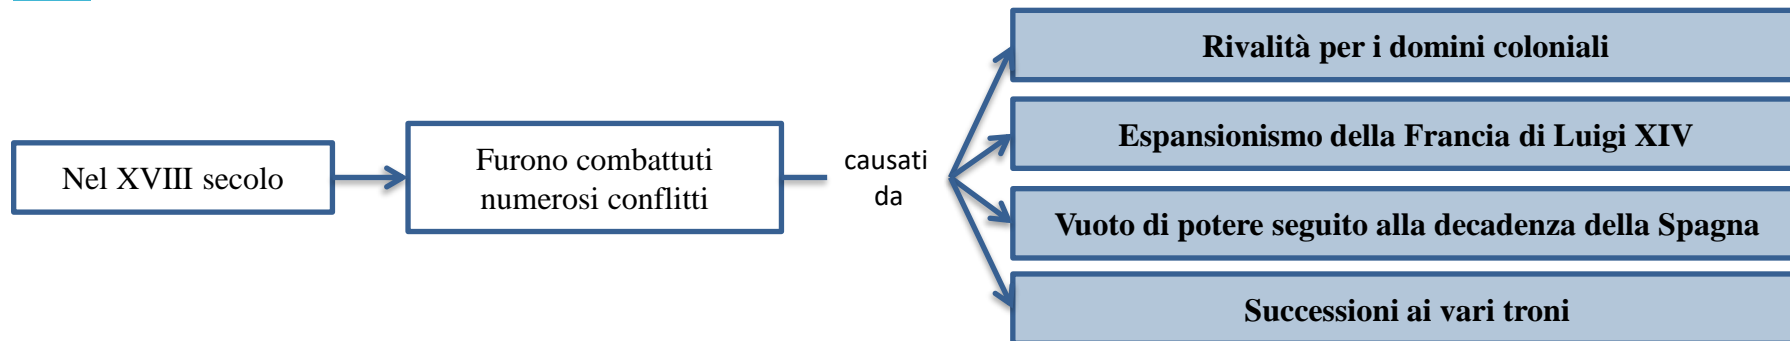 Nel XVIII secolo
Furono combattuti
numerosi conflitti
causati
da
Rivalità per i domini coloniali
Espansionismo della Francia di Luigi XIV
Vuoto di potere seguito alla decadenza della Spagna
Successioni ai vari troni